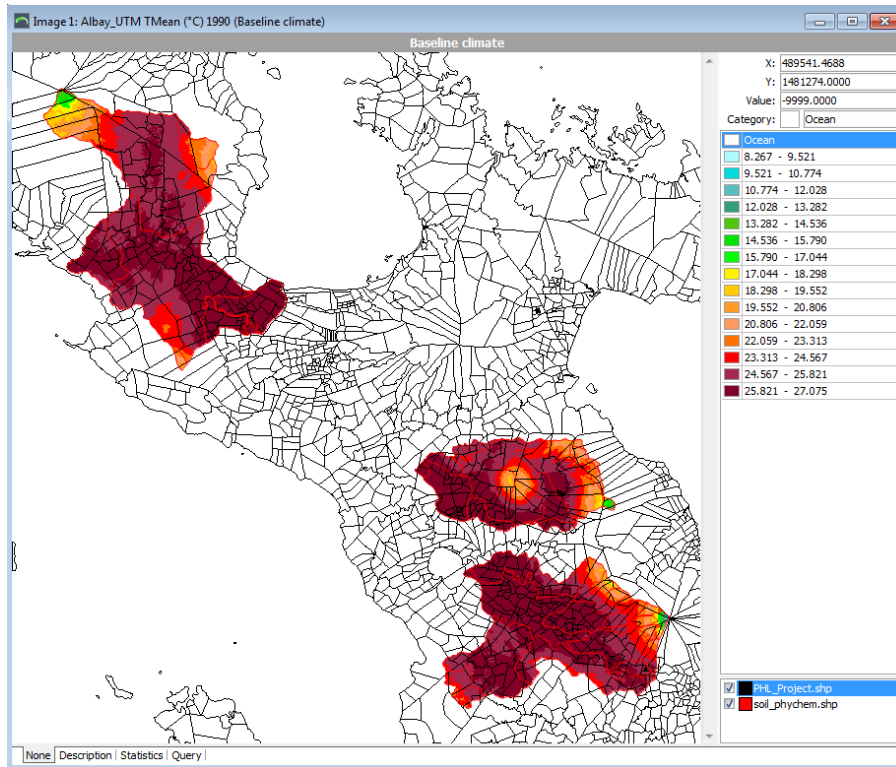 Image 1: Albay_UTM TMean (°C) 1990 (Baseline climate)
Baseline climate
X: 489541.4688
Y: 1481274.0000
Value: -9999.0000
Category: Ocean
Ocean
8.267 - 9.521
9.521 - 10.774
10.774 - 12.028
12.028 - 13.282
13.282 - 14.536
14.536 - 15.790
15.790 - 17.044
17.044 - 18.298
18.298 - 19.552
19.552 - 20.806
20.806 - 22.059
22.059 - 23.313
23.313 - 24.567
24.567 - 25.821
25.821 - 27.075
PHL_Project.shp
soil_phychem.shp
None Description Statistics Query